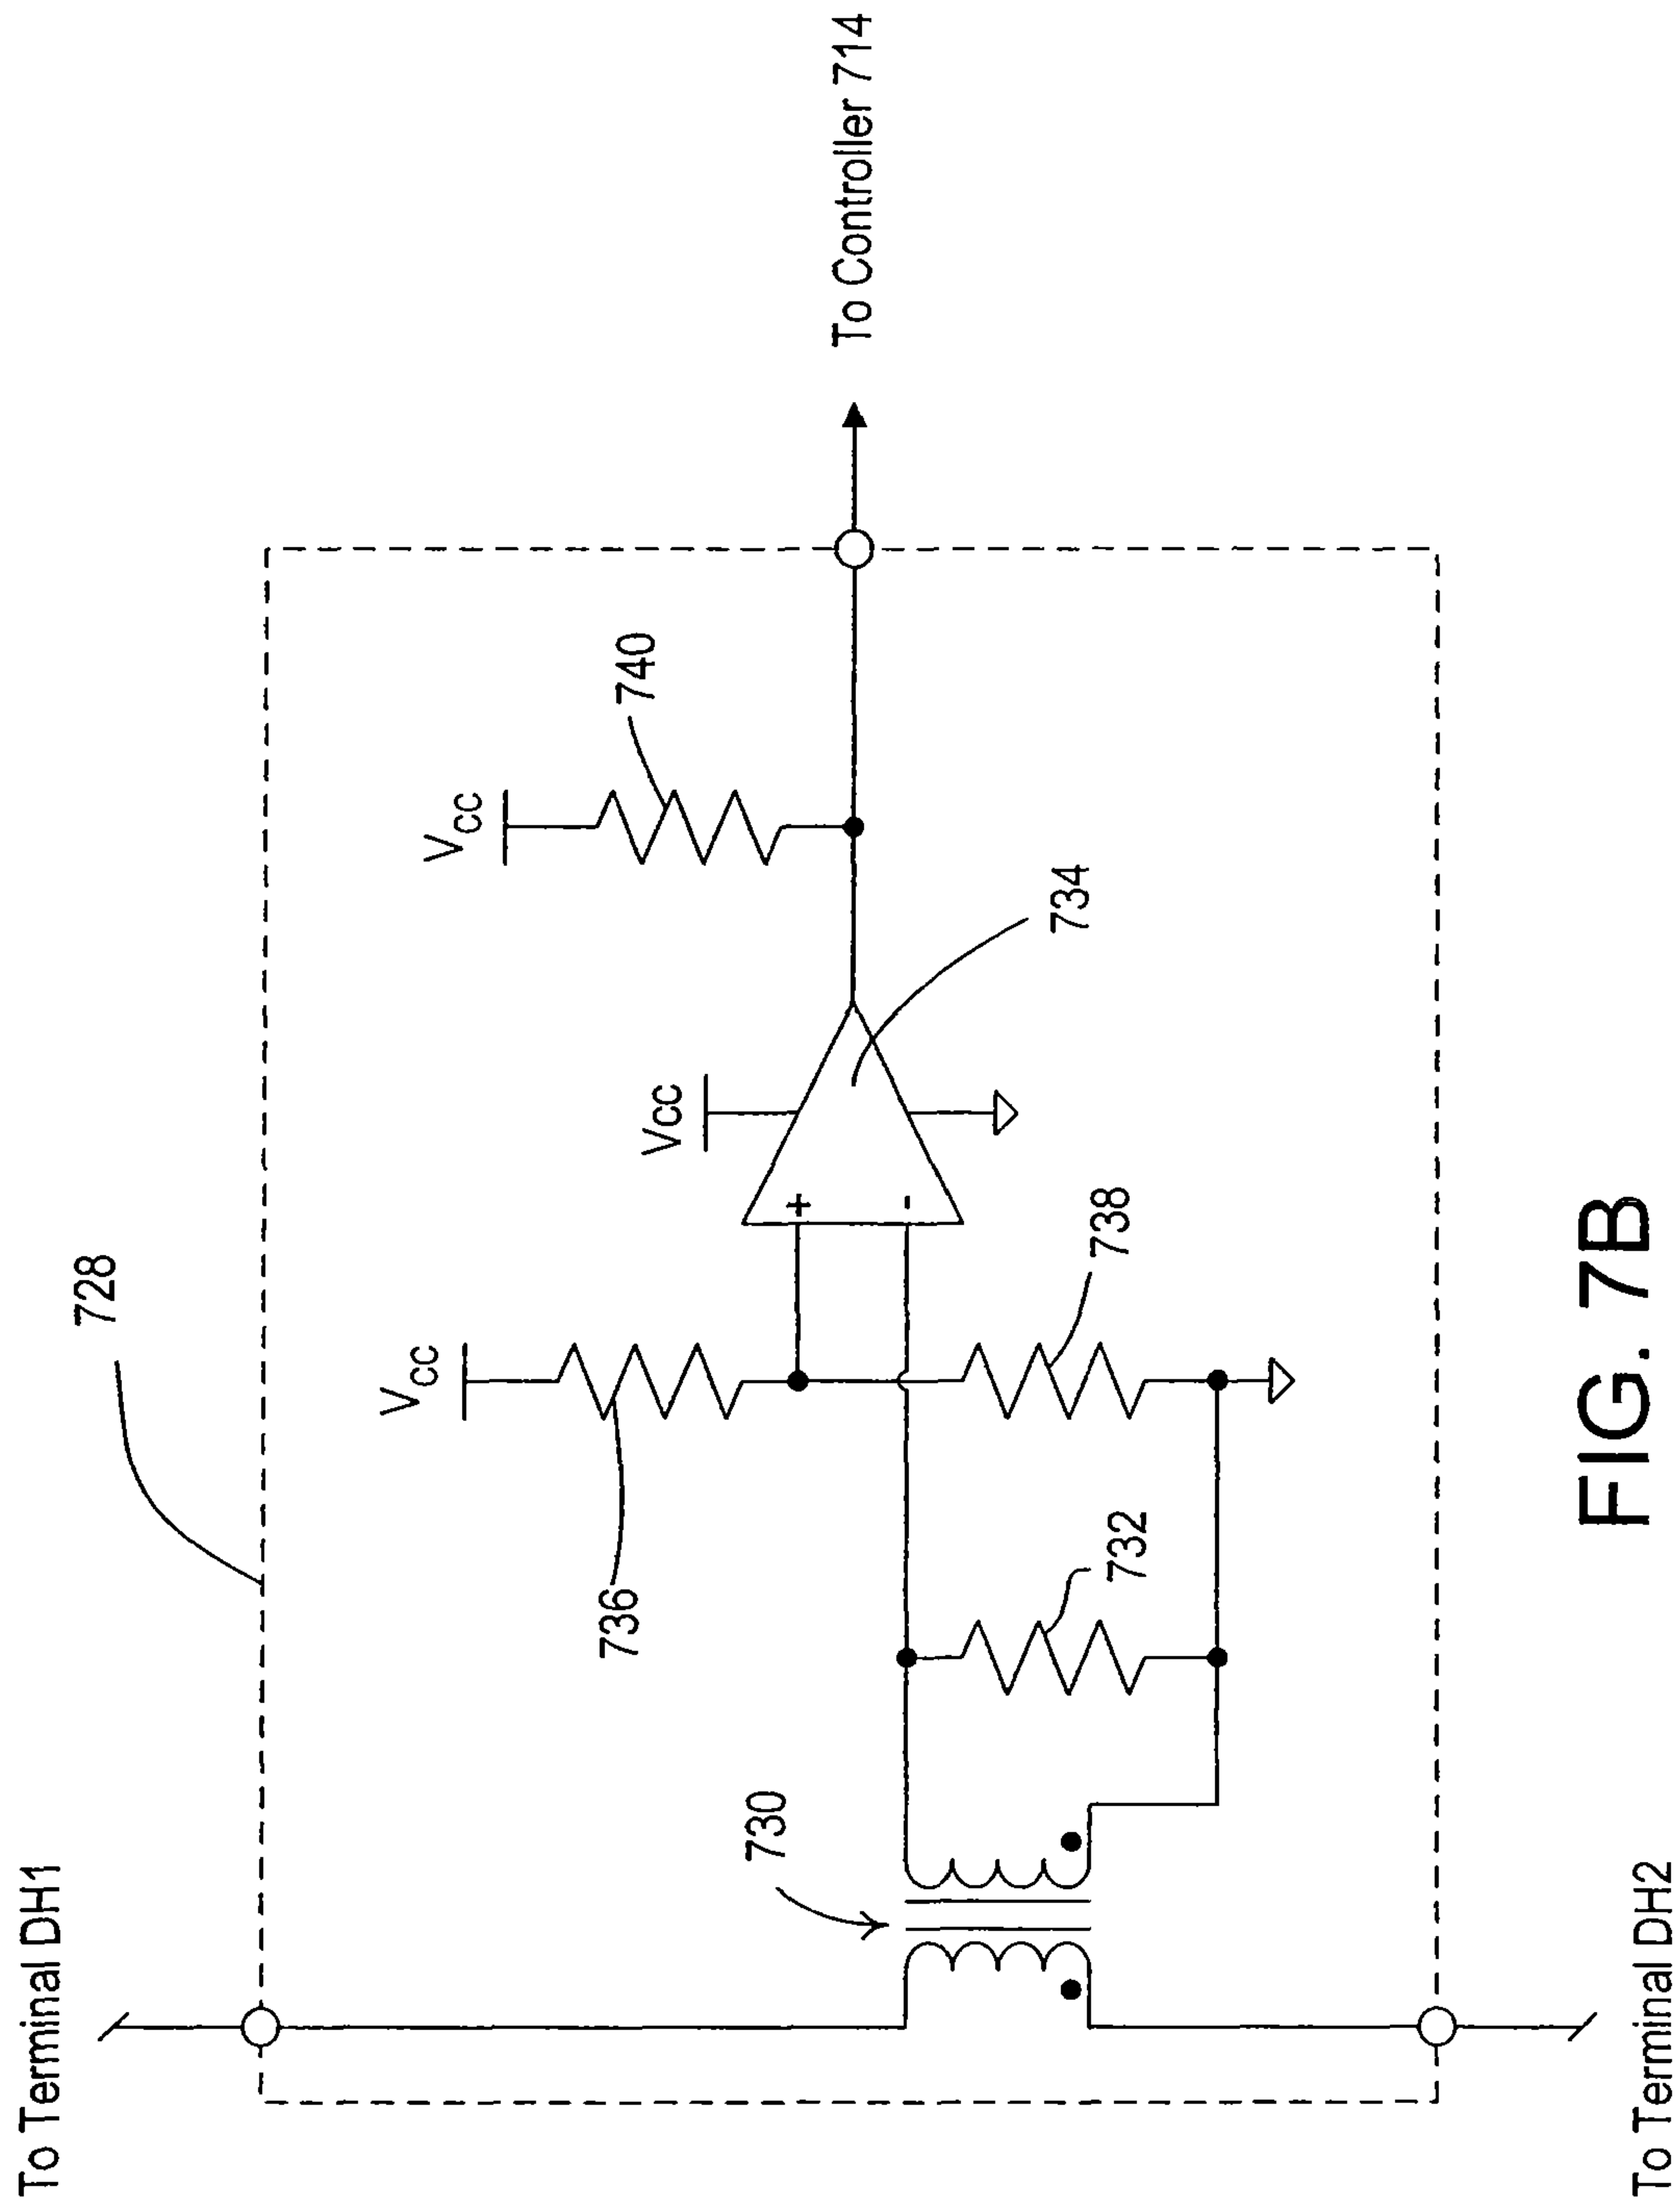 To Terminal DH1
728
Vcc
740
Vcc
736
Vcc
To Controller 714
+
-
730
734
738
732
To Terminal DH2
FIG. 7B